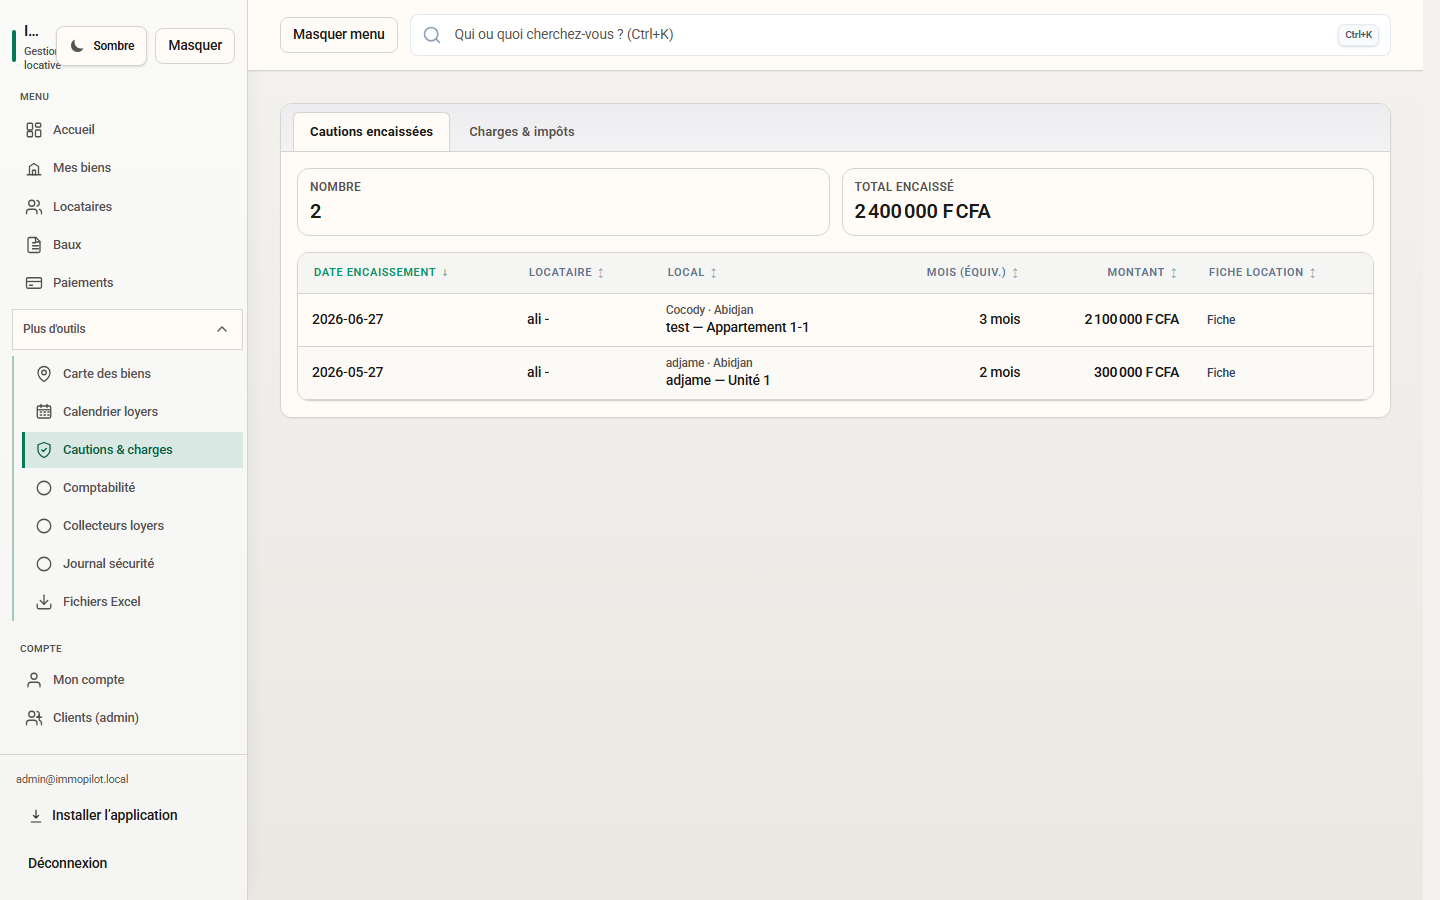 I...
Gestion
locative
Sombre
Masquer
MENU
Accueil
Mes biens
Locataires
Baux
Paiements
Plus d'outils
Carte des biens
Calendrier loyers
Cautions & charges
Comptabilité
Collecteurs loyers
Journal sécurité
Fichiers Excel
COMPTE
Mon compte
Clients (admin)
admin@immopilot.local
Installer l’application
Déconnexion
Masquer menu
Qui ou quoi cherchez-vous ? (Ctrl+K)
Ctrl+K
Cautions encaissées
Charges & impôts
NOMBRE
2
TOTAL ENCAISSÉ
2 400 000 F CFA
DATE ENCAISSEMENT ↓ LOCATAIRE ↕ LOCAL ↕ MOIS (ÉQUIV.) ↕ MONTANT ↕ FICHE LOCATION ↕
Cocody · Abidjan
2026-06-27 ali - test — Appartement 1-1 3 mois 2 100 000 F CFA Fiche
adjame · Abidjan
2026-05-27 ali - adjame — Unité 1 2 mois 300 000 F CFA Fiche